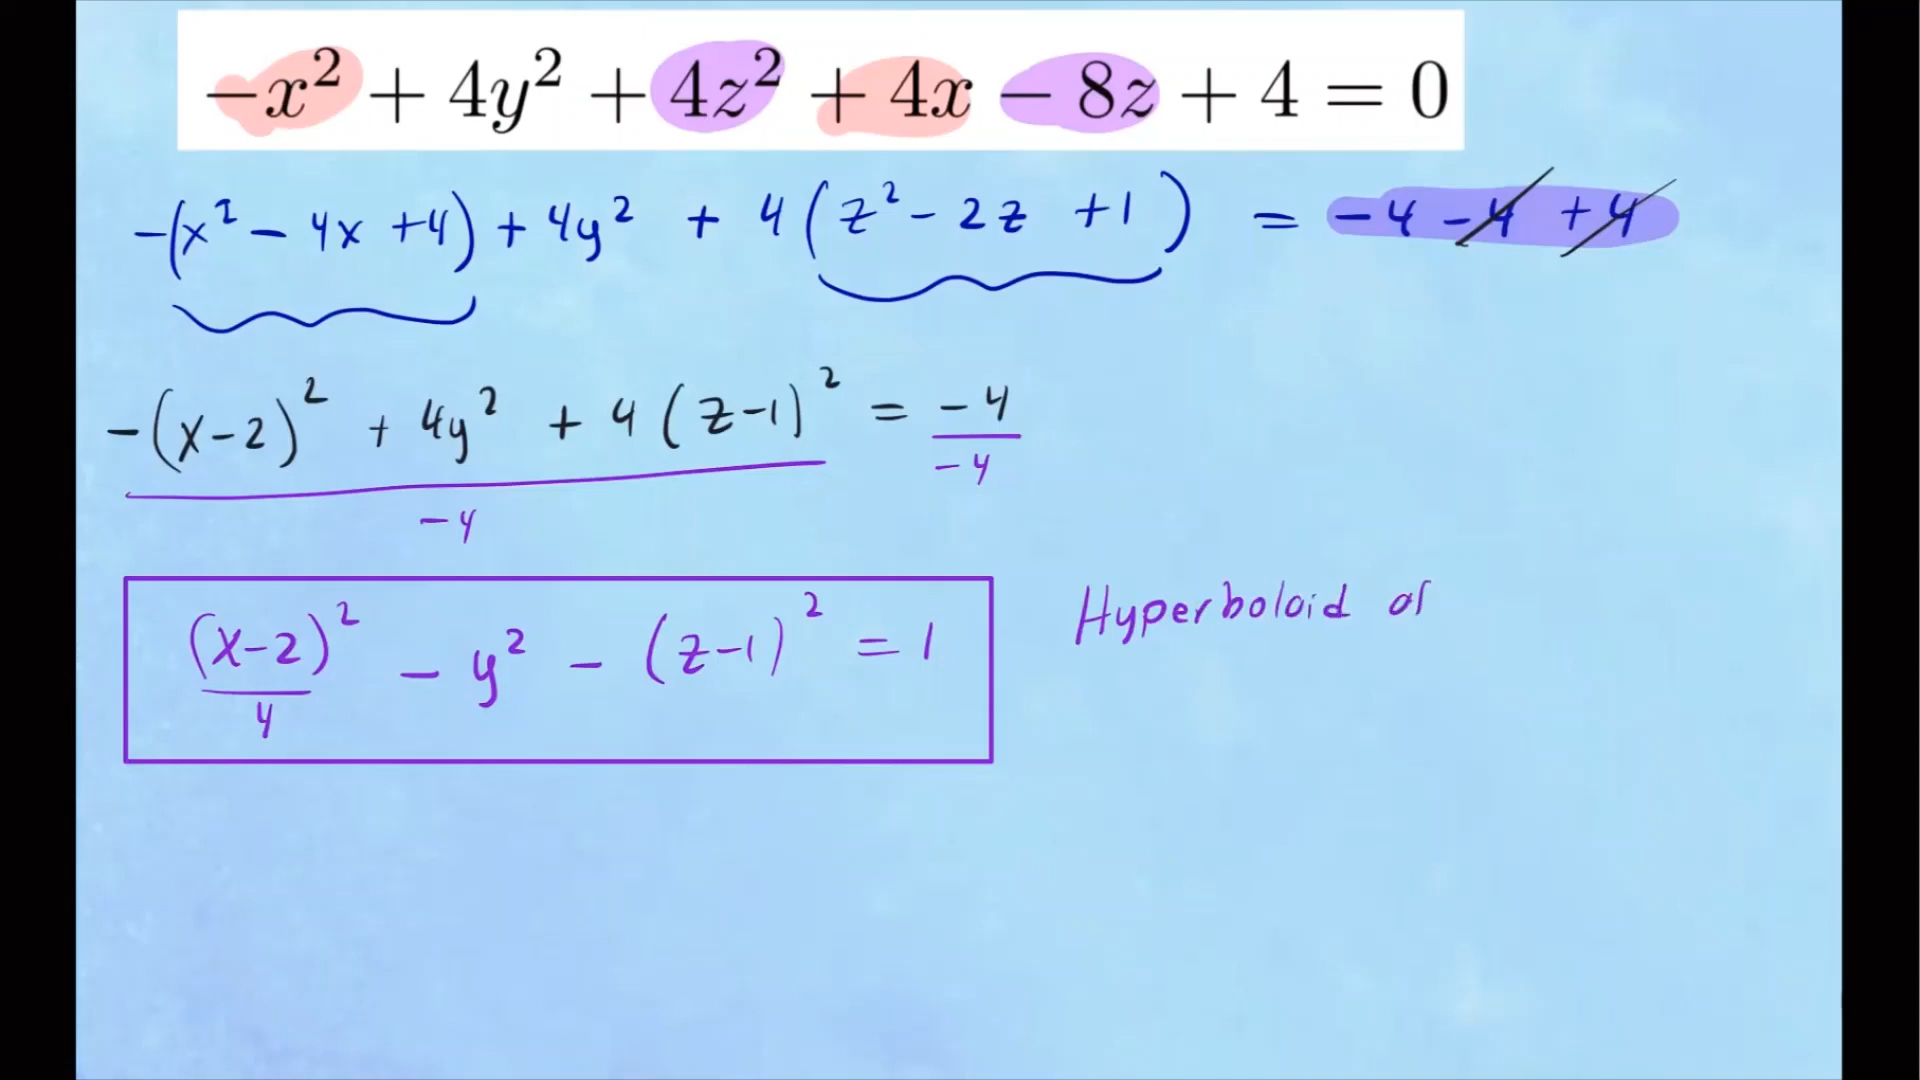 −x² + 4y² + 4z² + 4x − 8z + 4 = 0
−(x² − 4x +4) + 4y² + 4(z² − 2z +1) = −4 −4 +4
−(x−2)² + 4y² + 4(z−1)² = −4
−4
−4
(x−2)²/4 − y² − (z−1)² = 1
Hyperboloid of